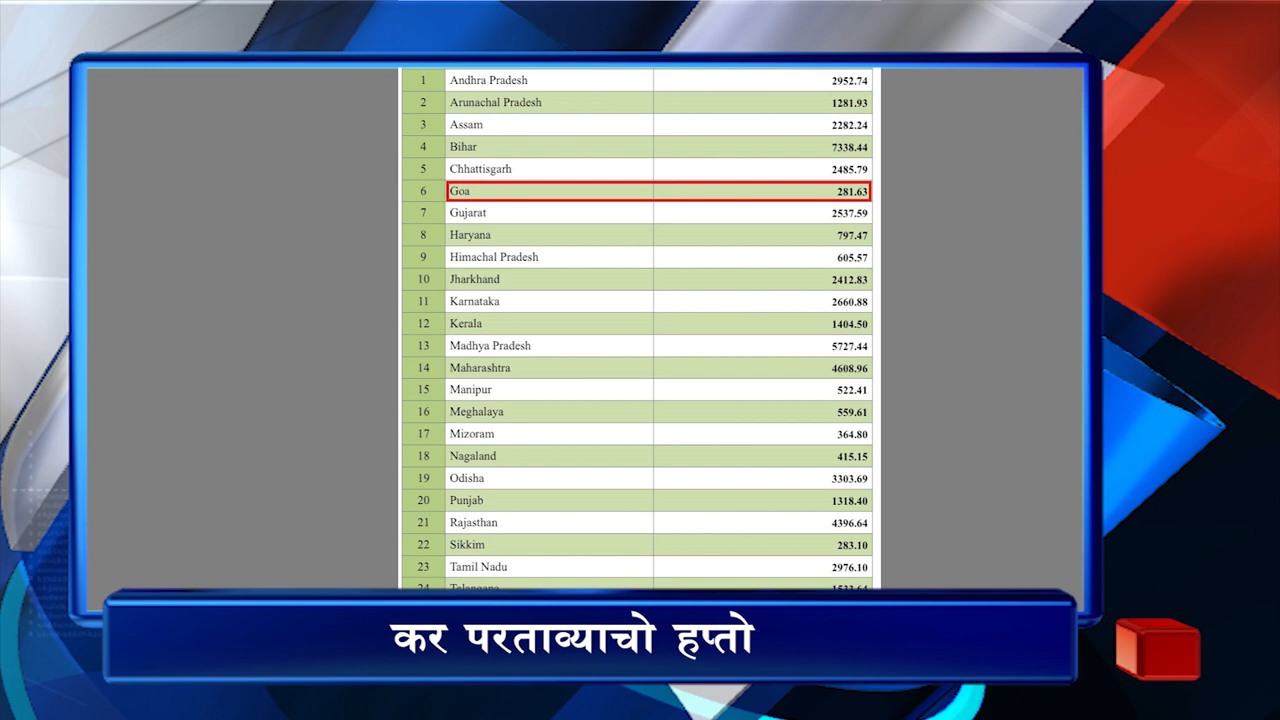 1 Andhra Pradesh 2952.74
2 Arunachal Pradesh 1281.93
3 Assam 2282.24
4 Bihar 7338.44
5 Chhattisgarh 2485.79
6 Goa 281.63
7 Gujarat 2537.59
8 Haryana 797.47
9 Himachal Pradesh 605.57
10 Jharkhand 2412.83
11 Karnataka 2660.88
12 Kerala 1404.50
13 Madhya Pradesh 5727.44
14 Maharashtra 4608.96
15 Manipur 522.41
16 Meghalaya 559.61
17 Mizoram 364.80
18 Nagaland 415.15
19 Odisha 3303.69
20 Punjab 1318.40
21 Rajasthan 4396.64
22 Sikkim 283.10
23 Tamil Nadu 2976.10
24 Telangana
कर परताव्याचो हप्तो